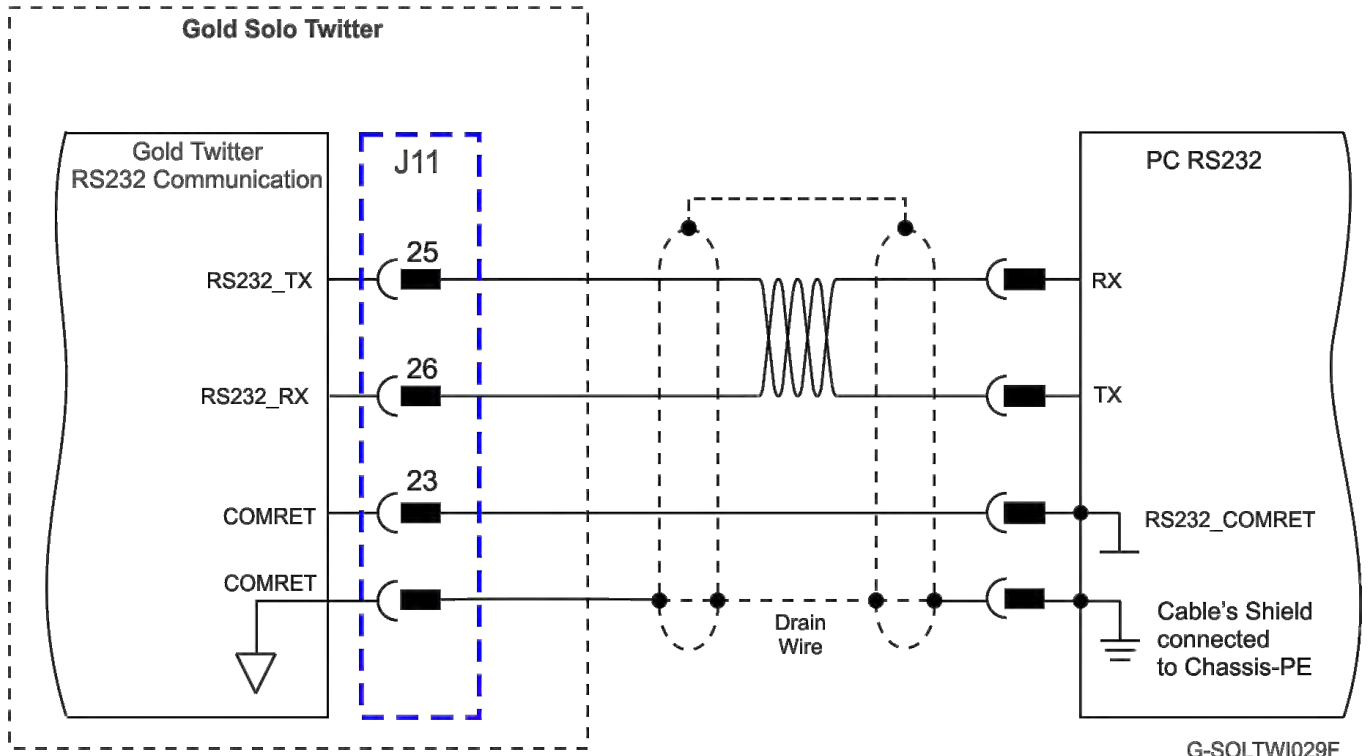 Gold Solo Twitter
Gold Twitter
RS232 Communication
J11
PC RS232
25
RS232_TX
RX
26
RS232_RX
TX
23
COMRET
RS232_COMRET
COMRET
Drain
Wire
Cable's Shield
connected
to Chassis-PE
G-SOLTWI029F